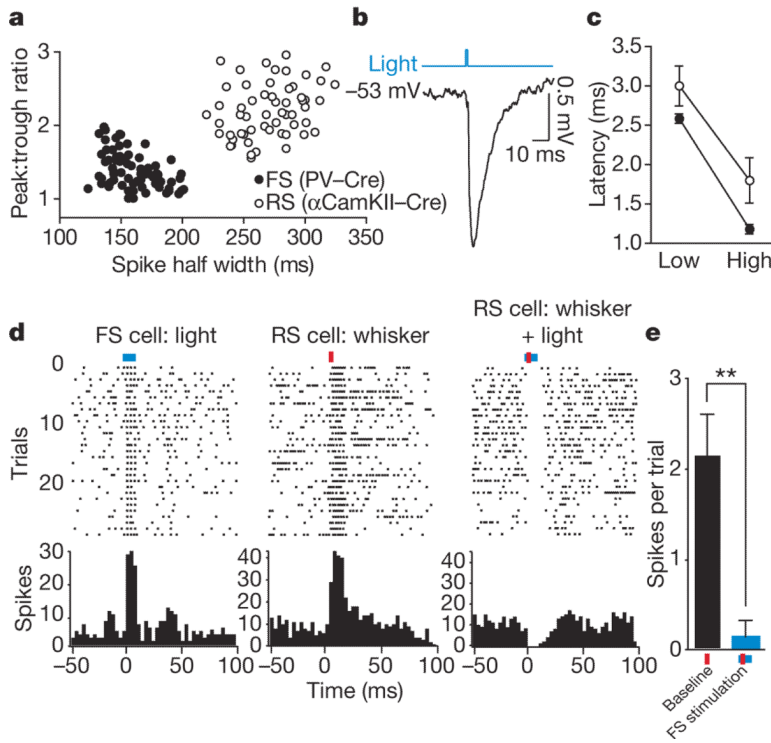 a
Peak:trough ratio
3
2
1
100 150 200 250 300 350
Spike half width (ms)
FS (PV–Cre)
RS (αCamKII–Cre)
b
Light
–53 mV
0.5 mV
10 ms
c
Latency (ms)
3.5
3.0
2.5
2.0
1.5
1.0
Low High
d
FS cell: light
RS cell: whisker
RS cell: whisker
+ light
Trials
0
10
20
Spikes
30
20
10
0
40
30
20
10
0
40
30
20
10
0
–50 0 50 100
–50 0 50 100
–50 0 50 100
Time (ms)
e
**
Spikes per trial
3
2
1
0
Baseline
FS stimulation